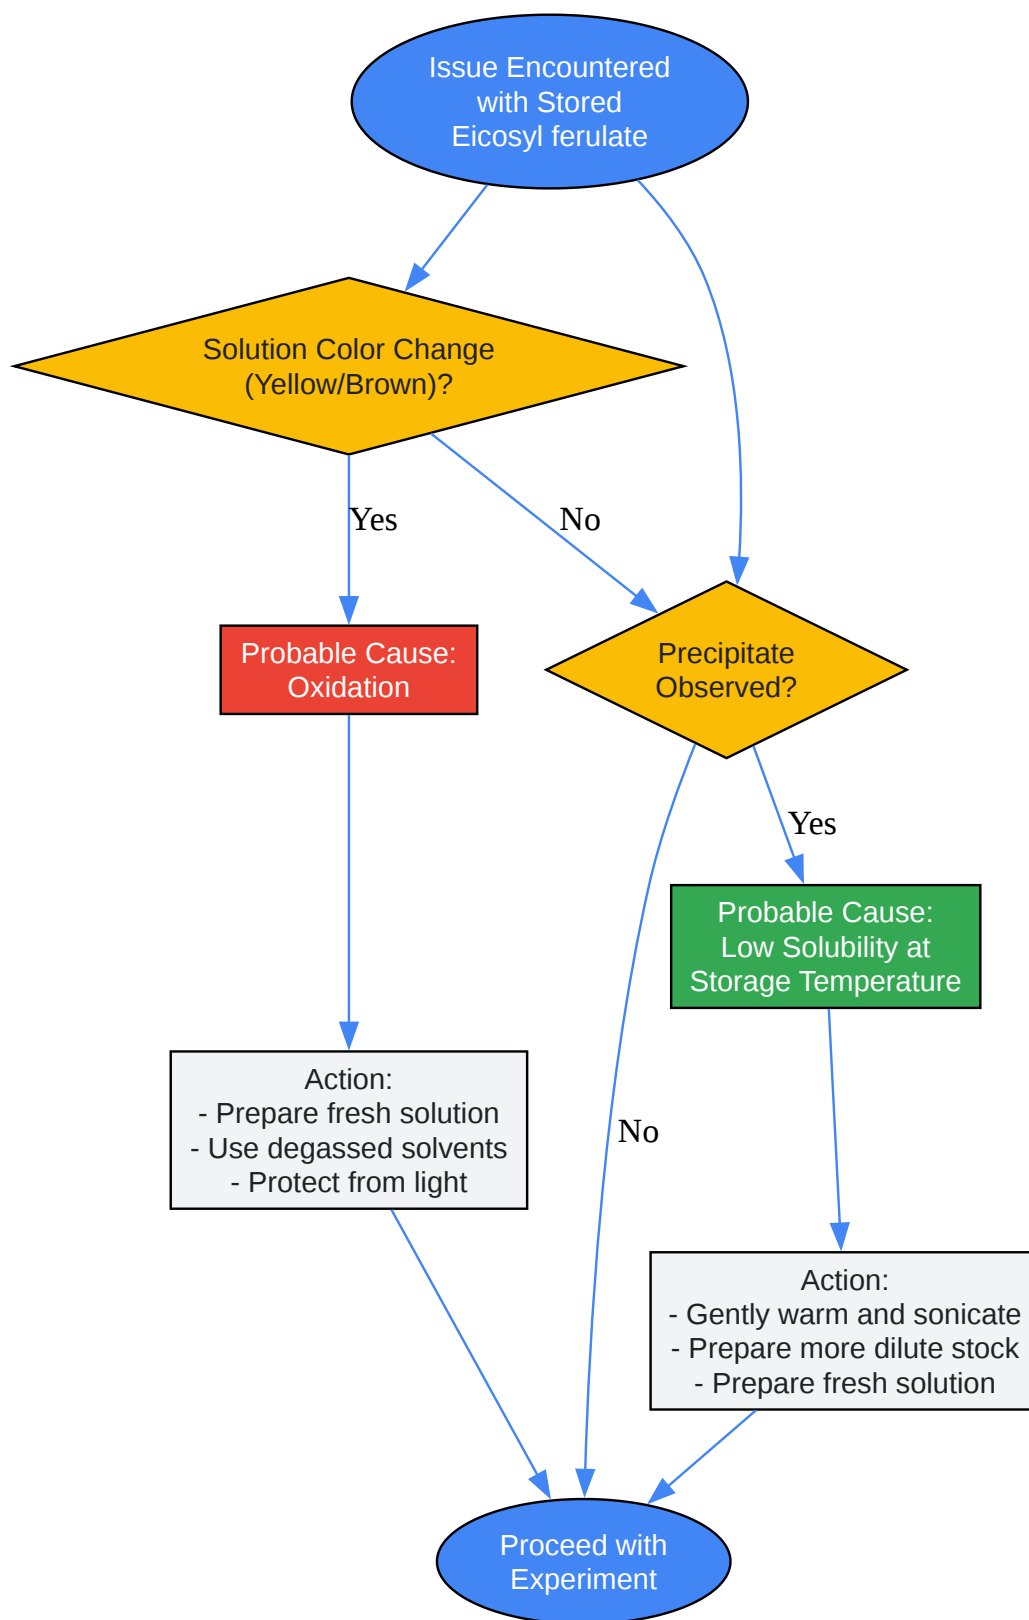 Issue Encountered
with Stored
Eicosyl ferulate
Solution Color Change
(Yellow/Brown)?
Yes
No
Probable Cause:
Oxidation
Precipitate
Observed?
Yes
Probable Cause:
Low Solubility at
Storage Temperature
Action:
- Prepare fresh solution
- Use degassed solvents
- Protect from light
No
Action:
- Gently warm and sonicate
- Prepare more dilute stock
- Prepare fresh solution
Proceed with
Experiment